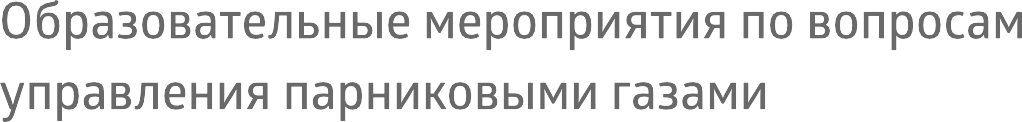 Образовательные мероприятия по вопросам
управления парниковыми газами